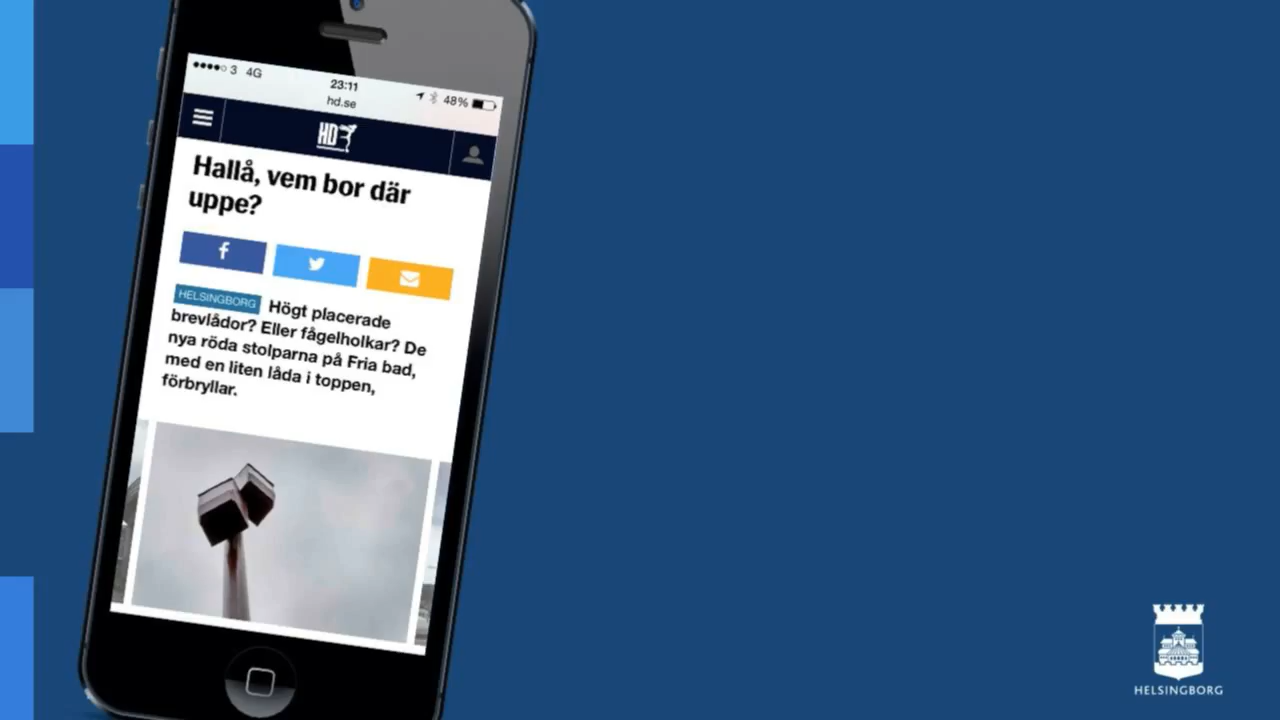 3 4G
23:11
48%
hd.se
HD
Hallå, vem bor där
uppe?
HELSINGBORG Högt placerade
brevlådor? Eller fågelholkar? De
nya röda stolparna på Fria bad,
med en liten låda i toppen,
förbryllar.
HELSINGBORG